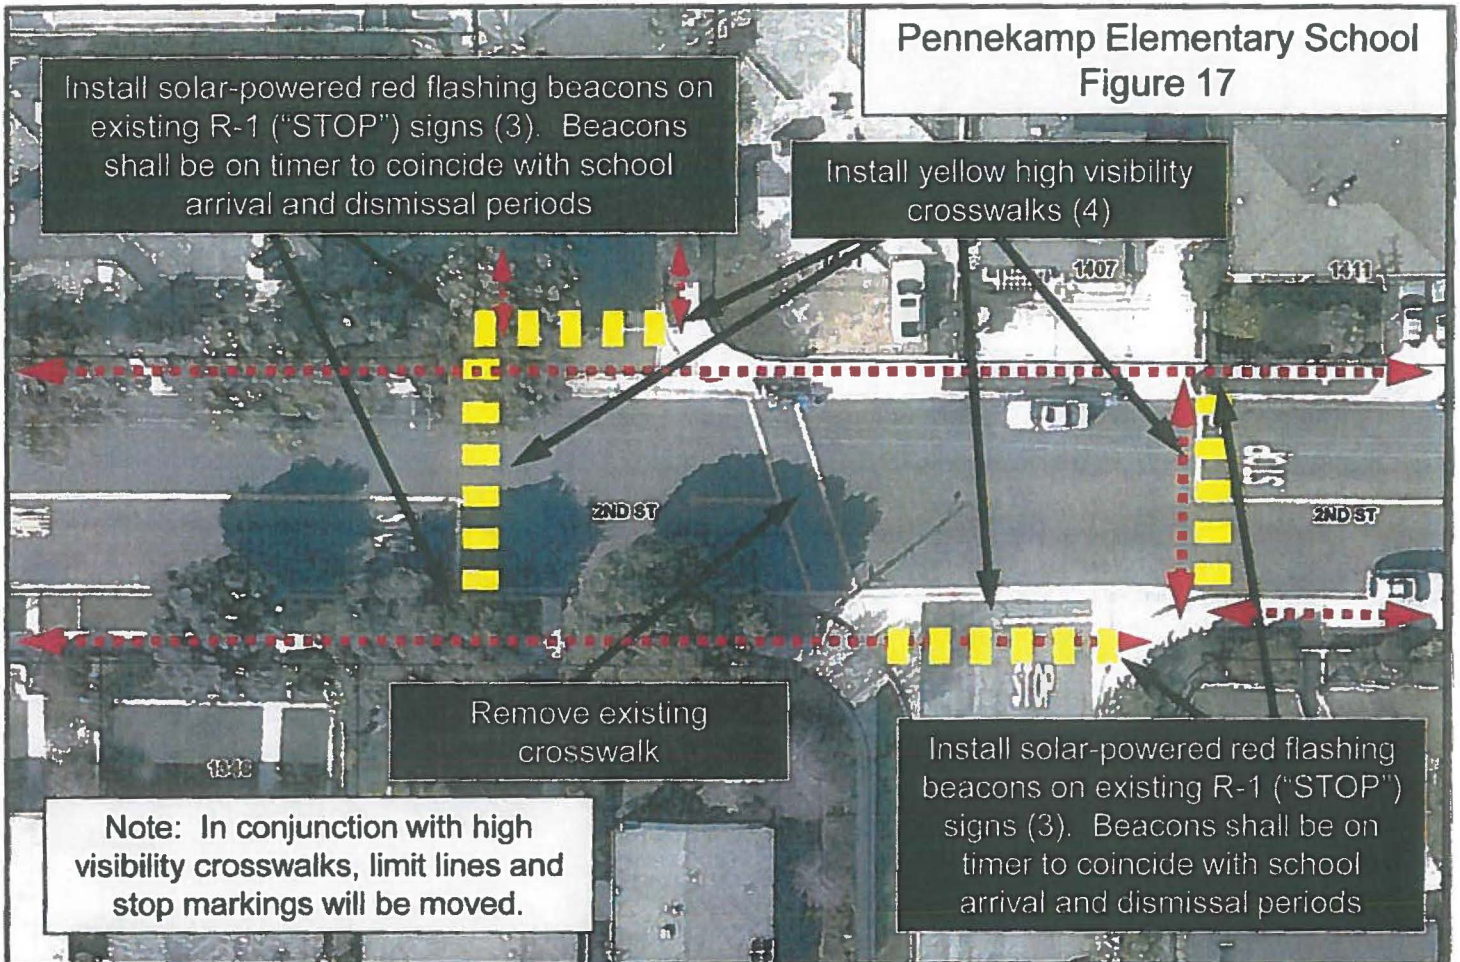 Pennekamp Elementary School
Figure 17
Install solar-powered red flashing beacons on
existing R-1 ("STOP") signs (3). Beacons
shall be on timer to coincide with school
arrival and dismissal periods
Install yellow high visibility
crosswalks (4)
1407
1411
STOP
2ND ST
2ND ST
STOP
Remove existing
crosswalk
Install solar-powered red flashing
beacons on existing R-1 ("STOP")
signs (3). Beacons shall be on
timer to coincide with school
arrival and dismissal periods
Note: In conjunction with high
visibility crosswalks, limit lines and
stop markings will be moved.